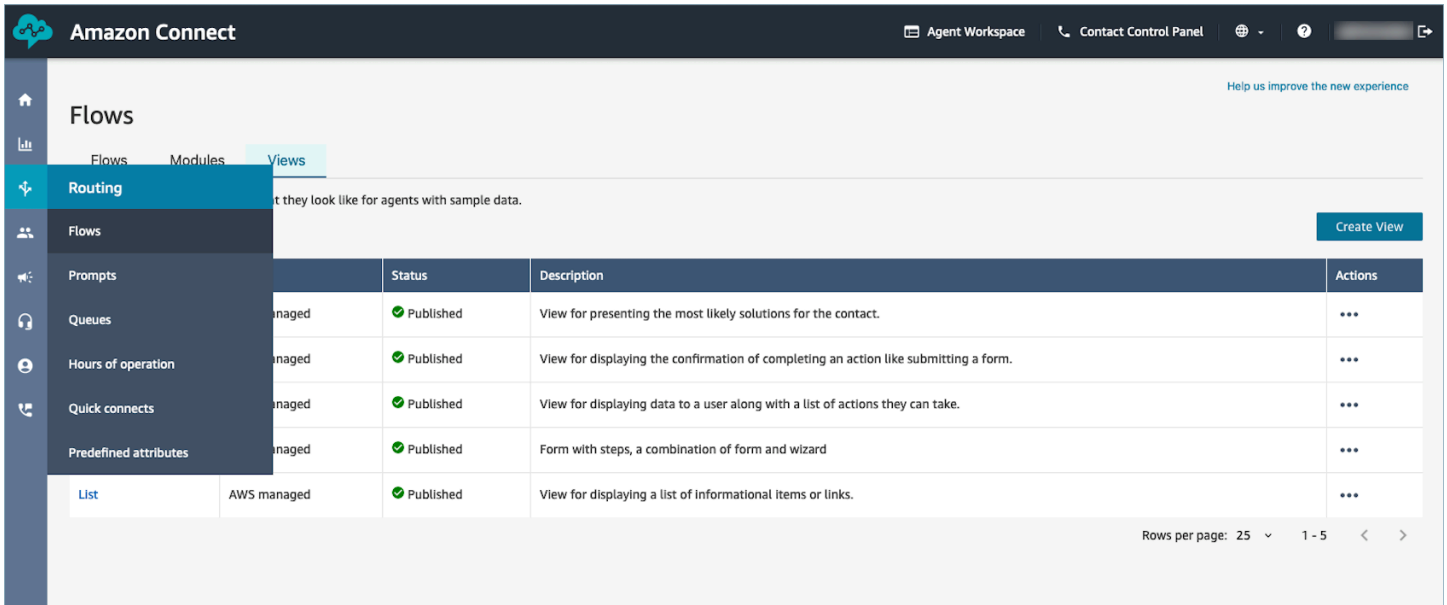 Amazon Connect
Agent Workspace
Contact Control Panel
Help us improve the new experience
Flows
Flows Modules Views
Routing
t they look like for agents with sample data.
Flows
Create View
Prompts
Queues
Hours of operation
Quick connects
Predefined attributes
Status Description Actions
naged Published View for presenting the most likely solutions for the contact. •••
naged Published View for displaying the confirmation of completing an action like submitting a form. •••
naged Published View for displaying data to a user along with a list of actions they can take. •••
naged Published Form with steps, a combination of form and wizard •••
List AWS managed Published View for displaying a list of informational items or links. •••
Rows per page: 25 1 - 5